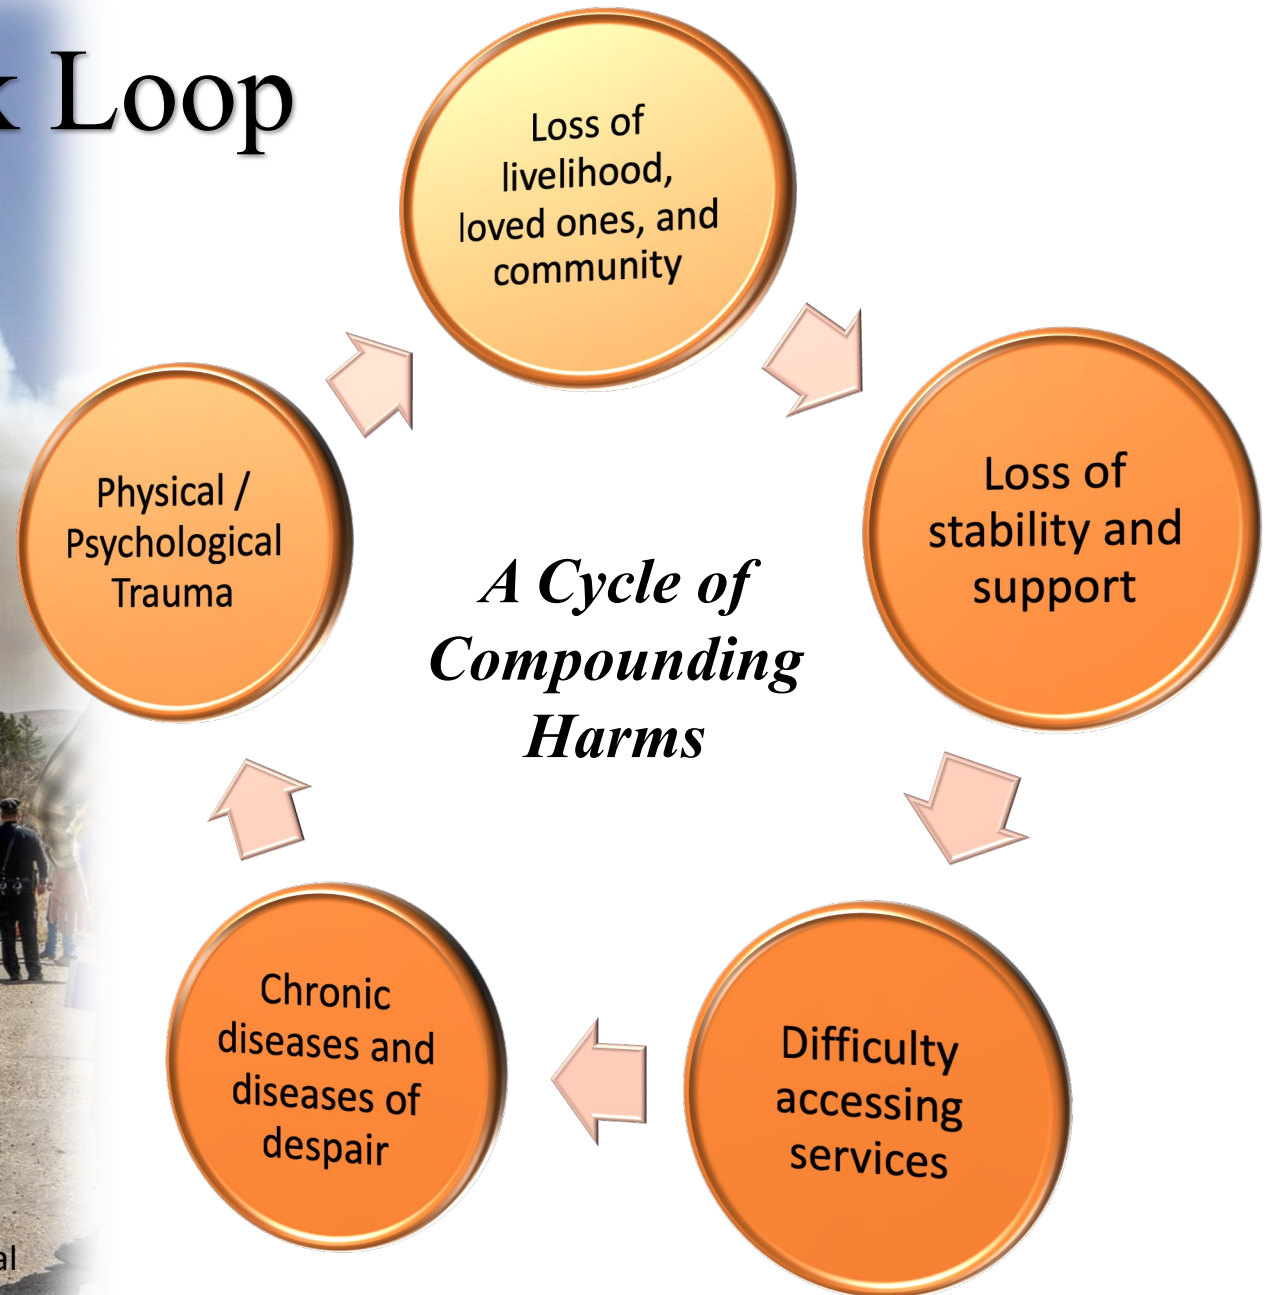 Loop
Loss of
livelihood,
loved ones, and
community
Loss of
stability and
support
Physical /
Psychological
Trauma
A Cycle of
Compounding
Harms
Chronic
diseases and
diseases of
despair
Difficulty
accessing
services